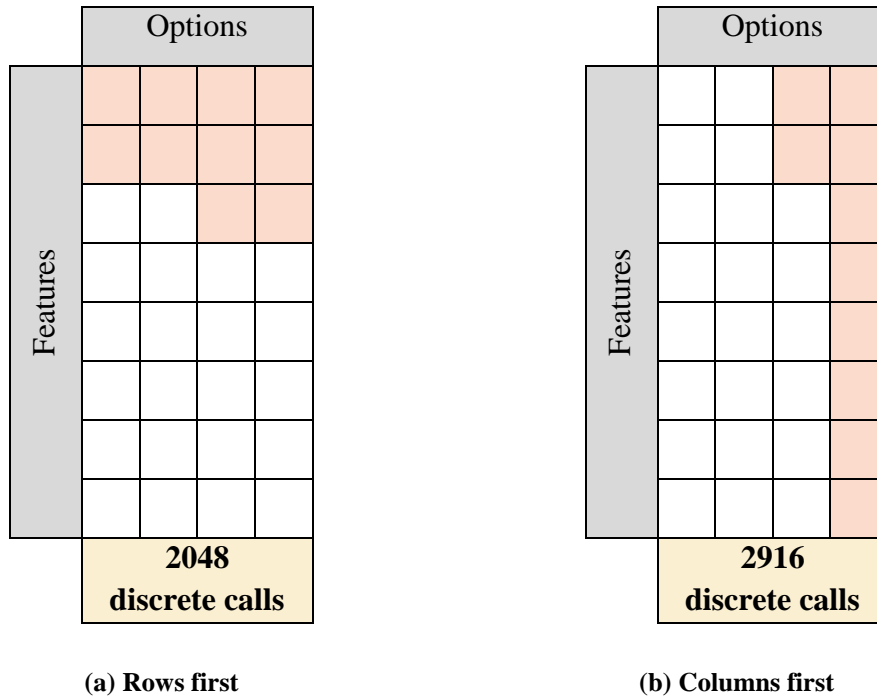 Options
Features
2048
discrete calls
(a) Rows first
Options
Features
2916
discrete calls
(b) Columns first